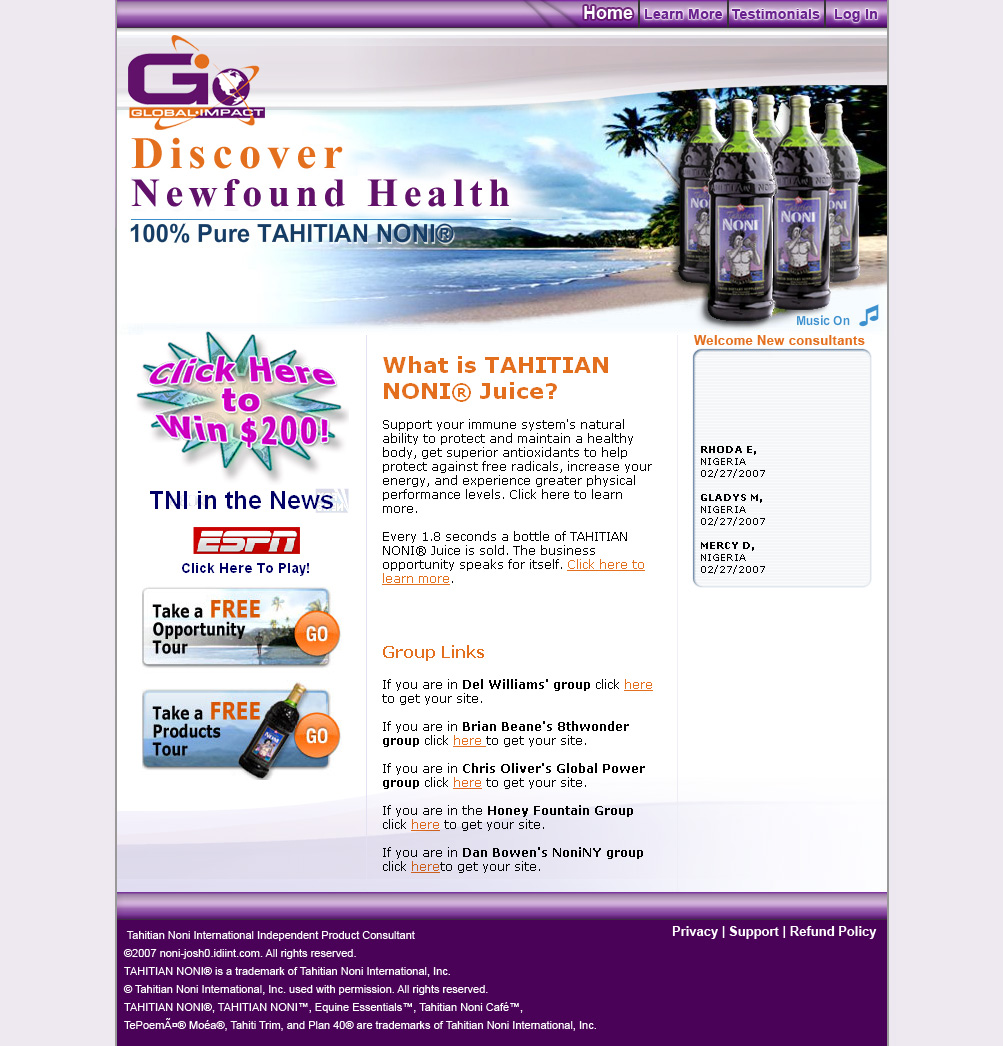 Home
Learn More
Testimonials
Log In
Go
GLOBAL IMPACT
Discover
Newfound Health
100% Pure TAHITIAN NONI®
TAHITIAN
NONI
Music On
Click Here
to
Win $200!
TNI in the News
ESPN
Click Here To Play!
Take a FREE
Opportunity
Tour
GO
Take a FREE
Products
Tour
GO
What is TAHITIAN
NONI® Juice?
Support your immune system's natural
ability to protect and maintain a healthy
body, get superior antioxidants to help
protect against free radicals, increase your
energy, and experience greater physical
performance levels. Click here to learn
more.
Every 1.8 seconds a bottle of TAHITIAN
NONI® Juice is sold. The business
opportunity speaks for itself. Click here to
learn more.
Group Links
If you are in Del Williams' group click here
to get your site.
If you are in Brian Beane's 8thwonder
group click here to get your site.
If you are in Chris Oliver's Global Power
group click here to get your site.
If you are in the Honey Fountain Group
click here to get your site.
If you are in Dan Bowen's NoniNY group
click hereto get your site.
Welcome New consultants
RHODA E,
NIGERIA
02/27/2007
GLADYS M,
NIGERIA
02/27/2007
MERCY D,
NIGERIA
02/27/2007
Tahitian Noni International Independent Product Consultant
©2007 noni-josh0.idiint.com. All rights reserved.
TAHITIAN NONI® is a trademark of Tahitian Noni International, Inc.
© Tahitian Noni International, Inc. used with permission. All rights reserved.
TAHITIAN NONI®, TAHITIAN NONI™, Equine Essentials™, Tahitian Noni Café™,
TePoemÃ¤® Moéa®, Tahiti Trim, and Plan 40® are trademarks of Tahitian Noni International, Inc.
Privacy | Support | Refund Policy